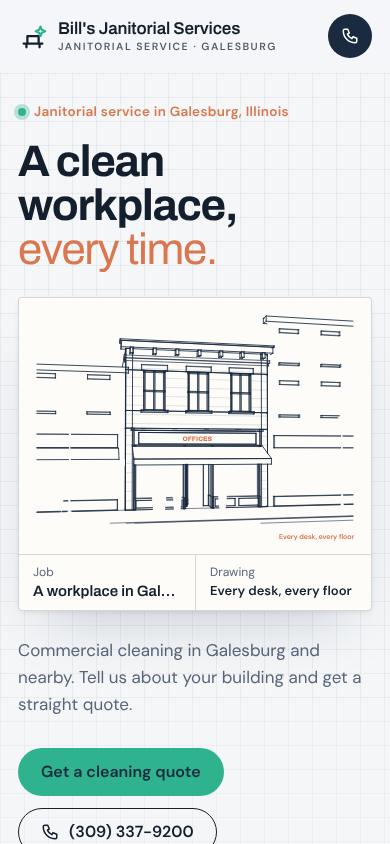 Bill's Janitorial Services
JANITORIAL SERVICE · GALESBURG
Janitorial service in Galesburg, Illinois
A clean
workplace,
every time.
OFFICES
Every desk, every floor
Job
A workplace in Gal...
Drawing
Every desk, every floor
Commercial cleaning in Galesburg and
nearby. Tell us about your building and get a
straight quote.
Get a cleaning quote
(309) 337-9200